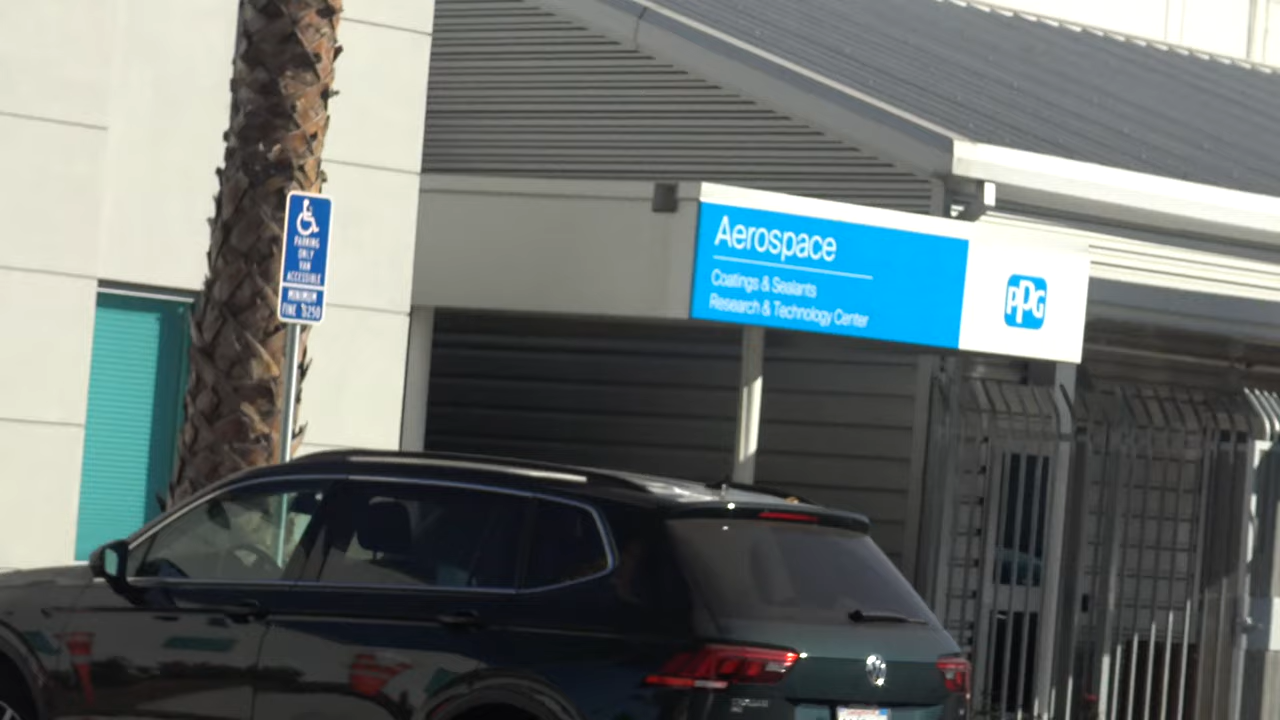 PARKING
ONLY
VAN
ACCESSIBLE
MINIMUM
FINE $250
Aerospace
Coatings & Sealants
Research & Technology Center
PPG